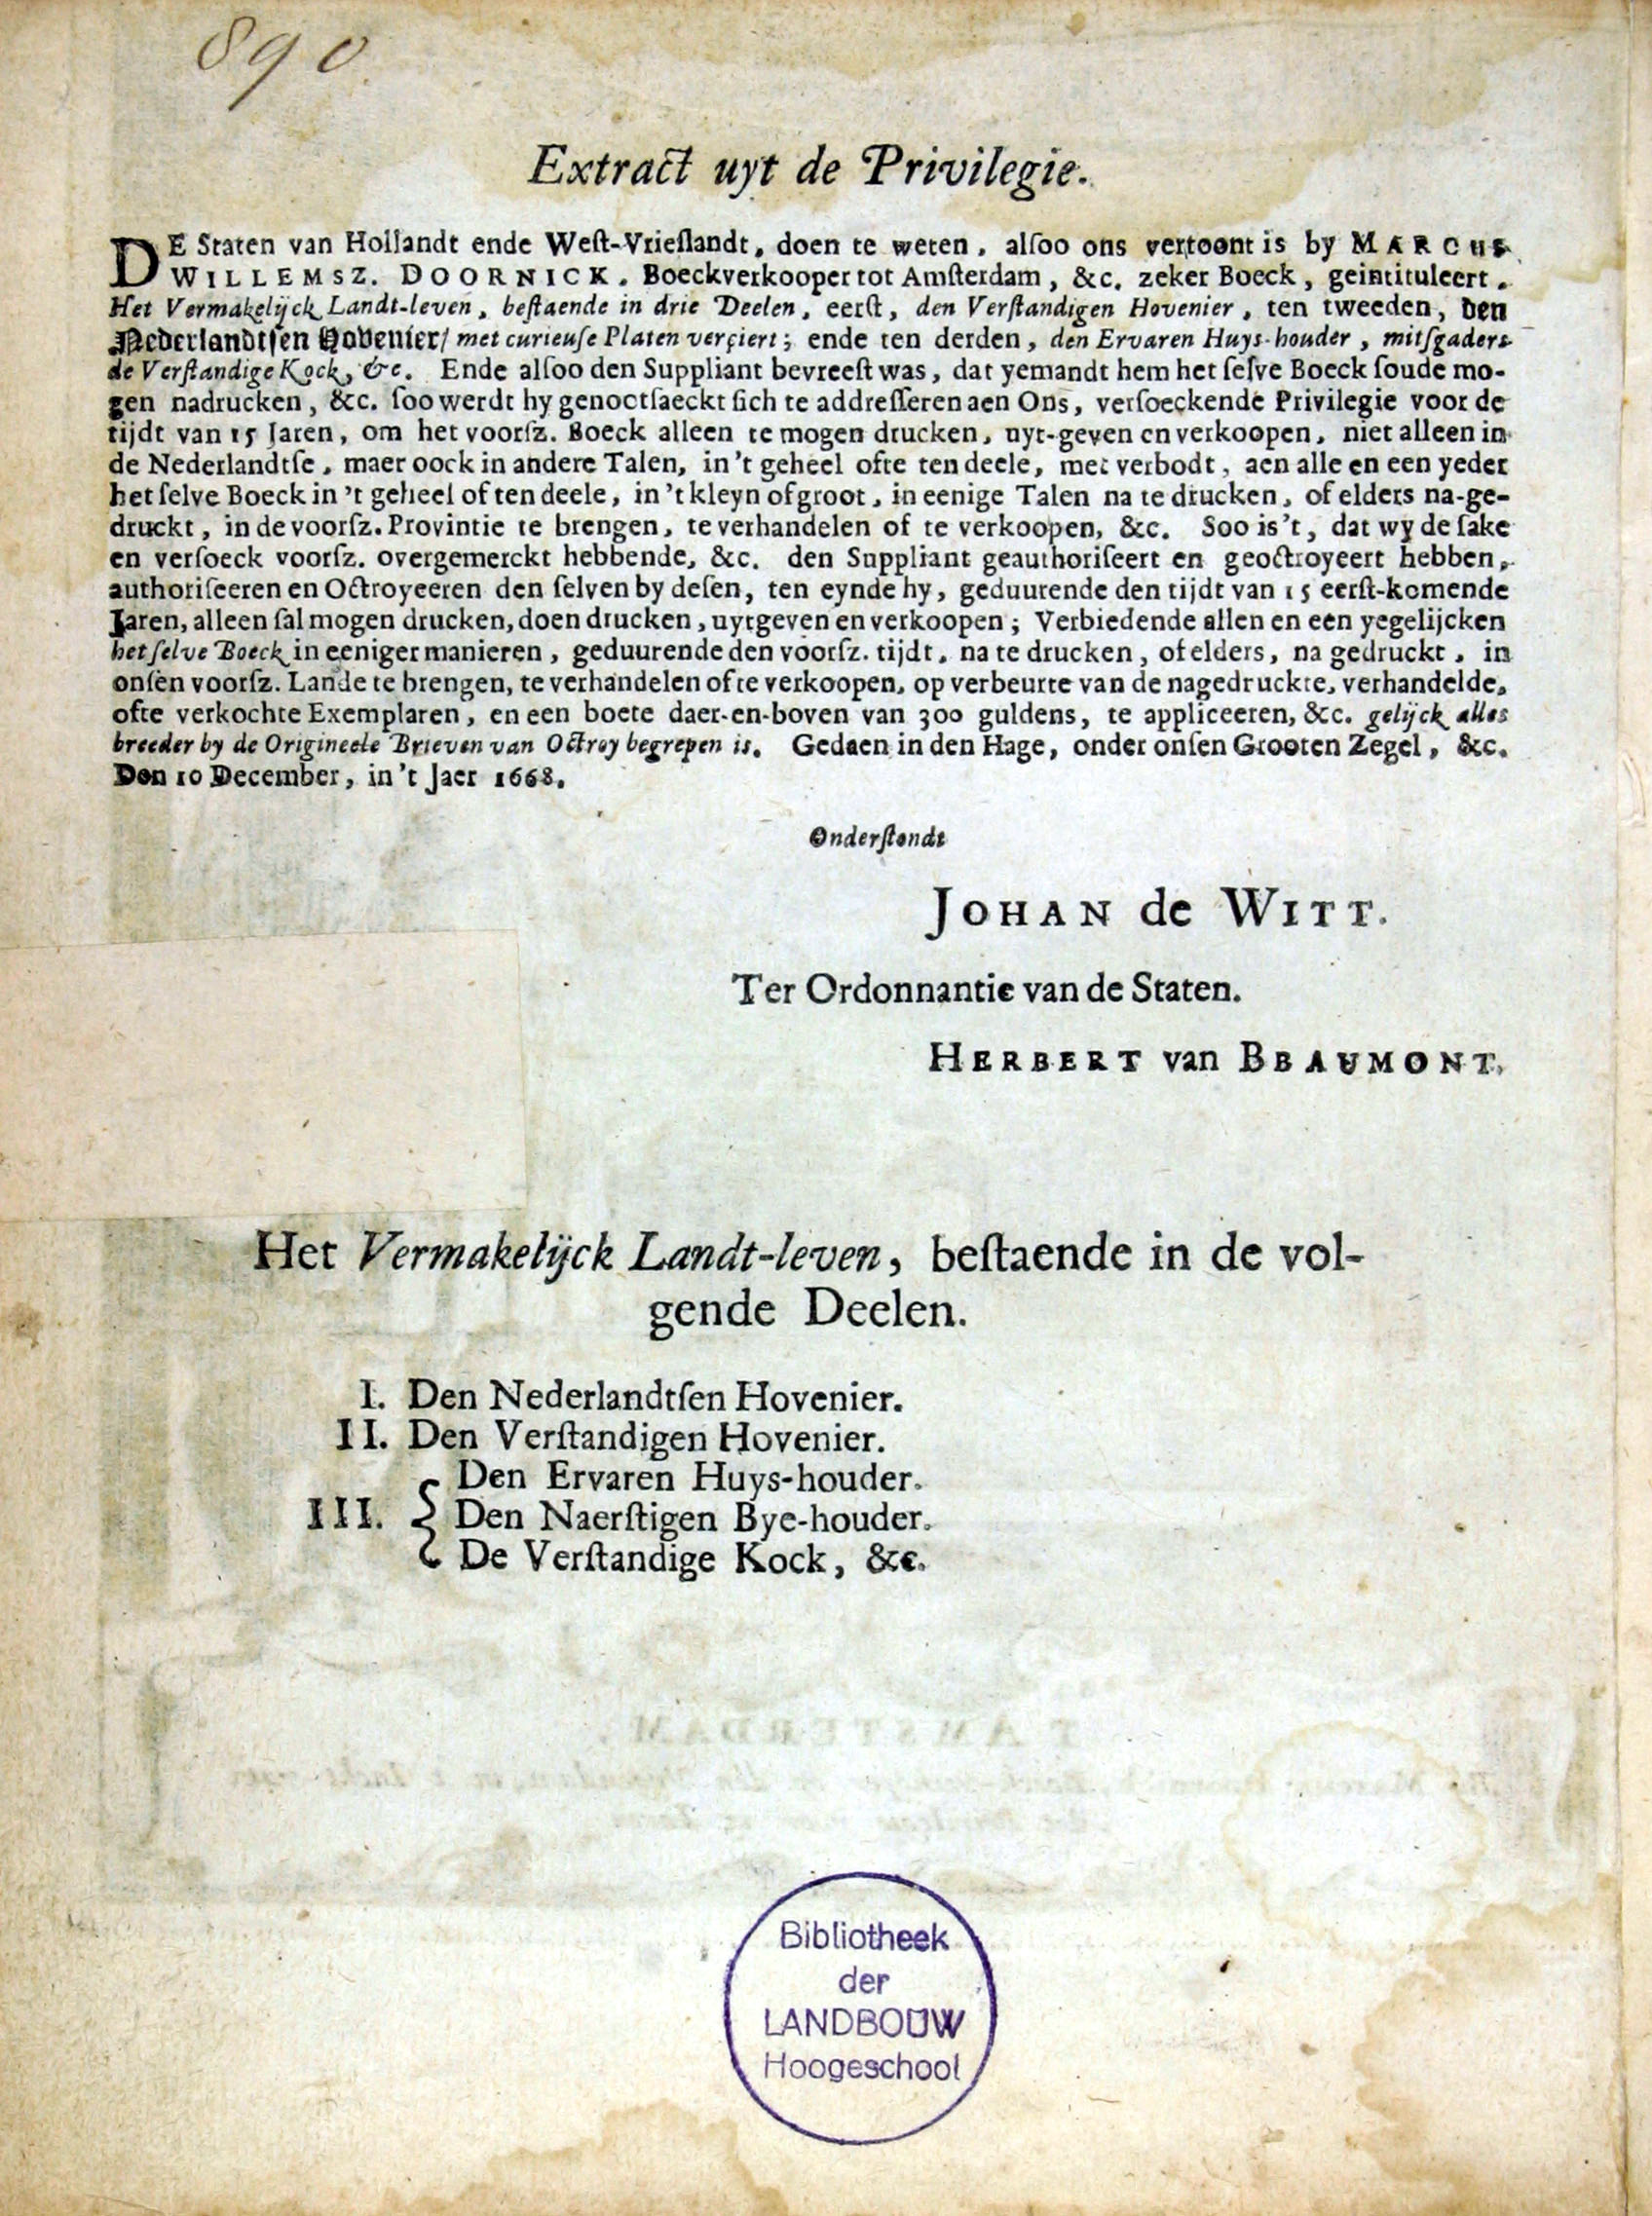 890
Extract uyt de Privilegie.
DE Staten van Hollandt ende Weſt-Vrieſlandt, doen te weten, alſoo ons vertoont is by MARCUS
WILLEMSZ. DOORNICK. Boeckverkooper tot Amſterdam, &c. zeker Boeck, geintituleert.
Het Vermakelijck Landt-leven, beſtaende in drie Deelen, eerſt, den Verſtandigen Hovenier, ten tweeden, Den
Nederlandtſen Hovenier/ met curieuſe Platen verçiert; ende ten derden, den Ervaren Huys-houder, mitſgaders
de Verſtandige Kock, &c. Ende alſoo den Suppliant bevreeſt was, dat yemandt hem het ſelve Boeck ſoude mo-
gen nadrucken, &c. ſoo werdt hy genoctſaeckt ſich te addreſſeren aen Ons, verſoeckende Privilegie voor de
tijdt van 15 Jaren, om het voorſz. Boeck alleen te mogen drucken, uyt-geven en verkoopen, niet alleen in
de Nederlandtſe, maer oock in andere Talen, in 't geheel ofte ten deele, met verbodt, aen alle en een yeder
het ſelve Boeck in 't geheel of ten deele, in 't kleyn of groot, in eenige Talen na te drucken, of elders na-ge-
druckt, in de voorſz. Provintie te brengen, te verhandelen of te verkoopen, &c. Soo is't, dat wy de ſake
en verſoeck voorſz. overgemerckt hebbende, &c. den Suppliant geauthoriſeert en geoctroyeert hebben,
authoriſeeren en Octroyeeren den ſelven by deſen, ten eynde hy, geduurende den tijdt van 15 eerſt-komende
Jaren, alleen ſal mogen drucken, doen drucken, uytgeven en verkoopen; Verbiedende allen en een yegelijcken
het ſelve Boeck in eeniger manieren, geduurende den voorſz. tijdt, na te drucken, of elders, na gedruckt, in
onſen voorſz. Lande te brengen, te verhandelen ofte verkoopen, op verbeurte van de nagedruckte, verhandelde,
ofte verkochte Exemplaren, en een boete daer-en-boven van 300 guldens, te appliceeren, &c. gelijck alles
breeder by de Origineele Brieven van Octroy begrepen is. Gedaen in den Hage, onder onſen Grooten Zegel, &c.
Den 10 December, in 't Jaer 1668.
Onderſtondt
JOHAN de WITT.
Ter Ordonnantie van de Staten.
HERBERT van BBAUMONT.
Het Vermakelijck Landt-leven, beſtaende in de vol-
gende Deelen.
I. Den Nederlandtſen Hovenier.
II. Den Verſtandigen Hovenier.
Den Ervaren Huys-houder.
III. { Den Naerſtigen Bye-houder.
De Verſtandige Kock, &c.
Bibliotheek
der
LANDBOUW
Hoogeschool